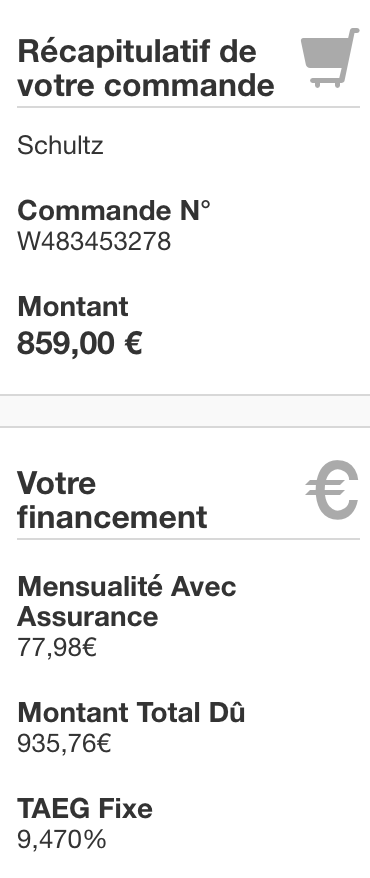 Récapitulatif de
votre commande
Schultz
Commande N°
W483453278
Montant
859,00 €
Votre
financement
€
Mensualité Avec
Assurance
77,98€
Montant Total Dû
935,76€
TAEG Fixe
9,470%